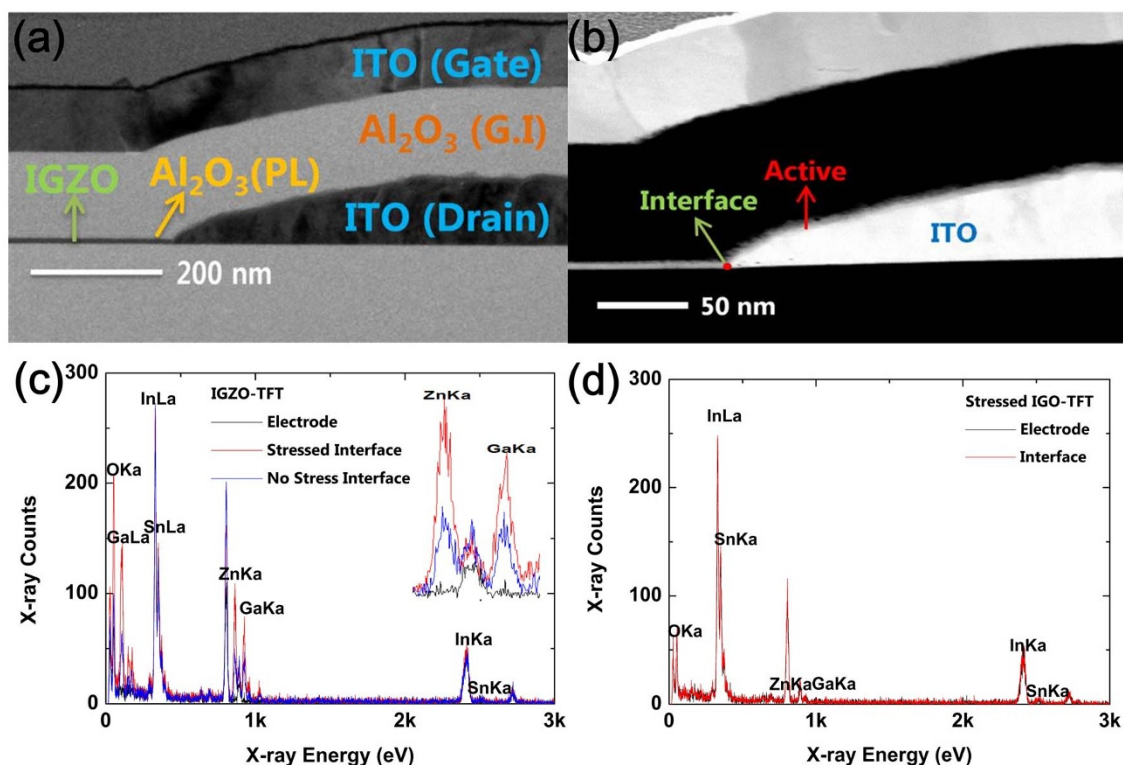 (a)
ITO (Gate)
Al₂O₃ (G.I)
IGZO
Al₂O₃(PL)
ITO (Drain)
200 nm
(b)
Active
Interface
ITO
50 nm
(c)
300
200
100
0
X-ray Counts
InLa
OKa
GaLa
SnLa
ZnKa
GaKa
InKa
SnKa
IGZO-TFT
Electrode
Stressed Interface
No Stress Interface
ZnKa
GaKa
0 1k 2k 3k
X-ray Energy (eV)
(d)
300
200
100
0
X-ray Counts
InLa
SnKa
OKa
ZnKaGaKa
InKa
SnKa
Stressed IGO-TFT
Electrode
Interface
0 1k 2k 3k
X-ray Energy (eV)